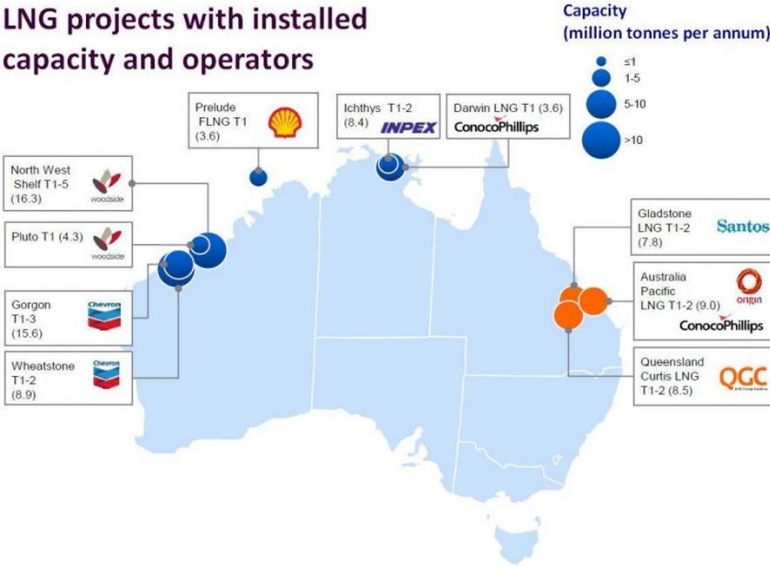 LNG projects with installed
capacity and operators
Capacity
(million tonnes per annum)
≤1
1-5
5-10
>10
Prelude
FLNG T1
(3.6)
Ichthys T1-2
(8.4)
INPEX
Darwin LNG T1 (3.6)
ConocoPhillips
North West
Shelf T1-5
(16.3)
woodside
Pluto T1 (4.3)
woodside
Gorgon
T1-3
(15.6)
Chevron
Wheatstone
T1-2
(8.9)
Chevron
Gladstone
LNG T1-2
(7.8)
Santos
Australia
Pacific
LNG T1-2 (9.0)
origin
ConocoPhillips
Queensland
Curtis LNG
T1-2 (8.5)
QGC